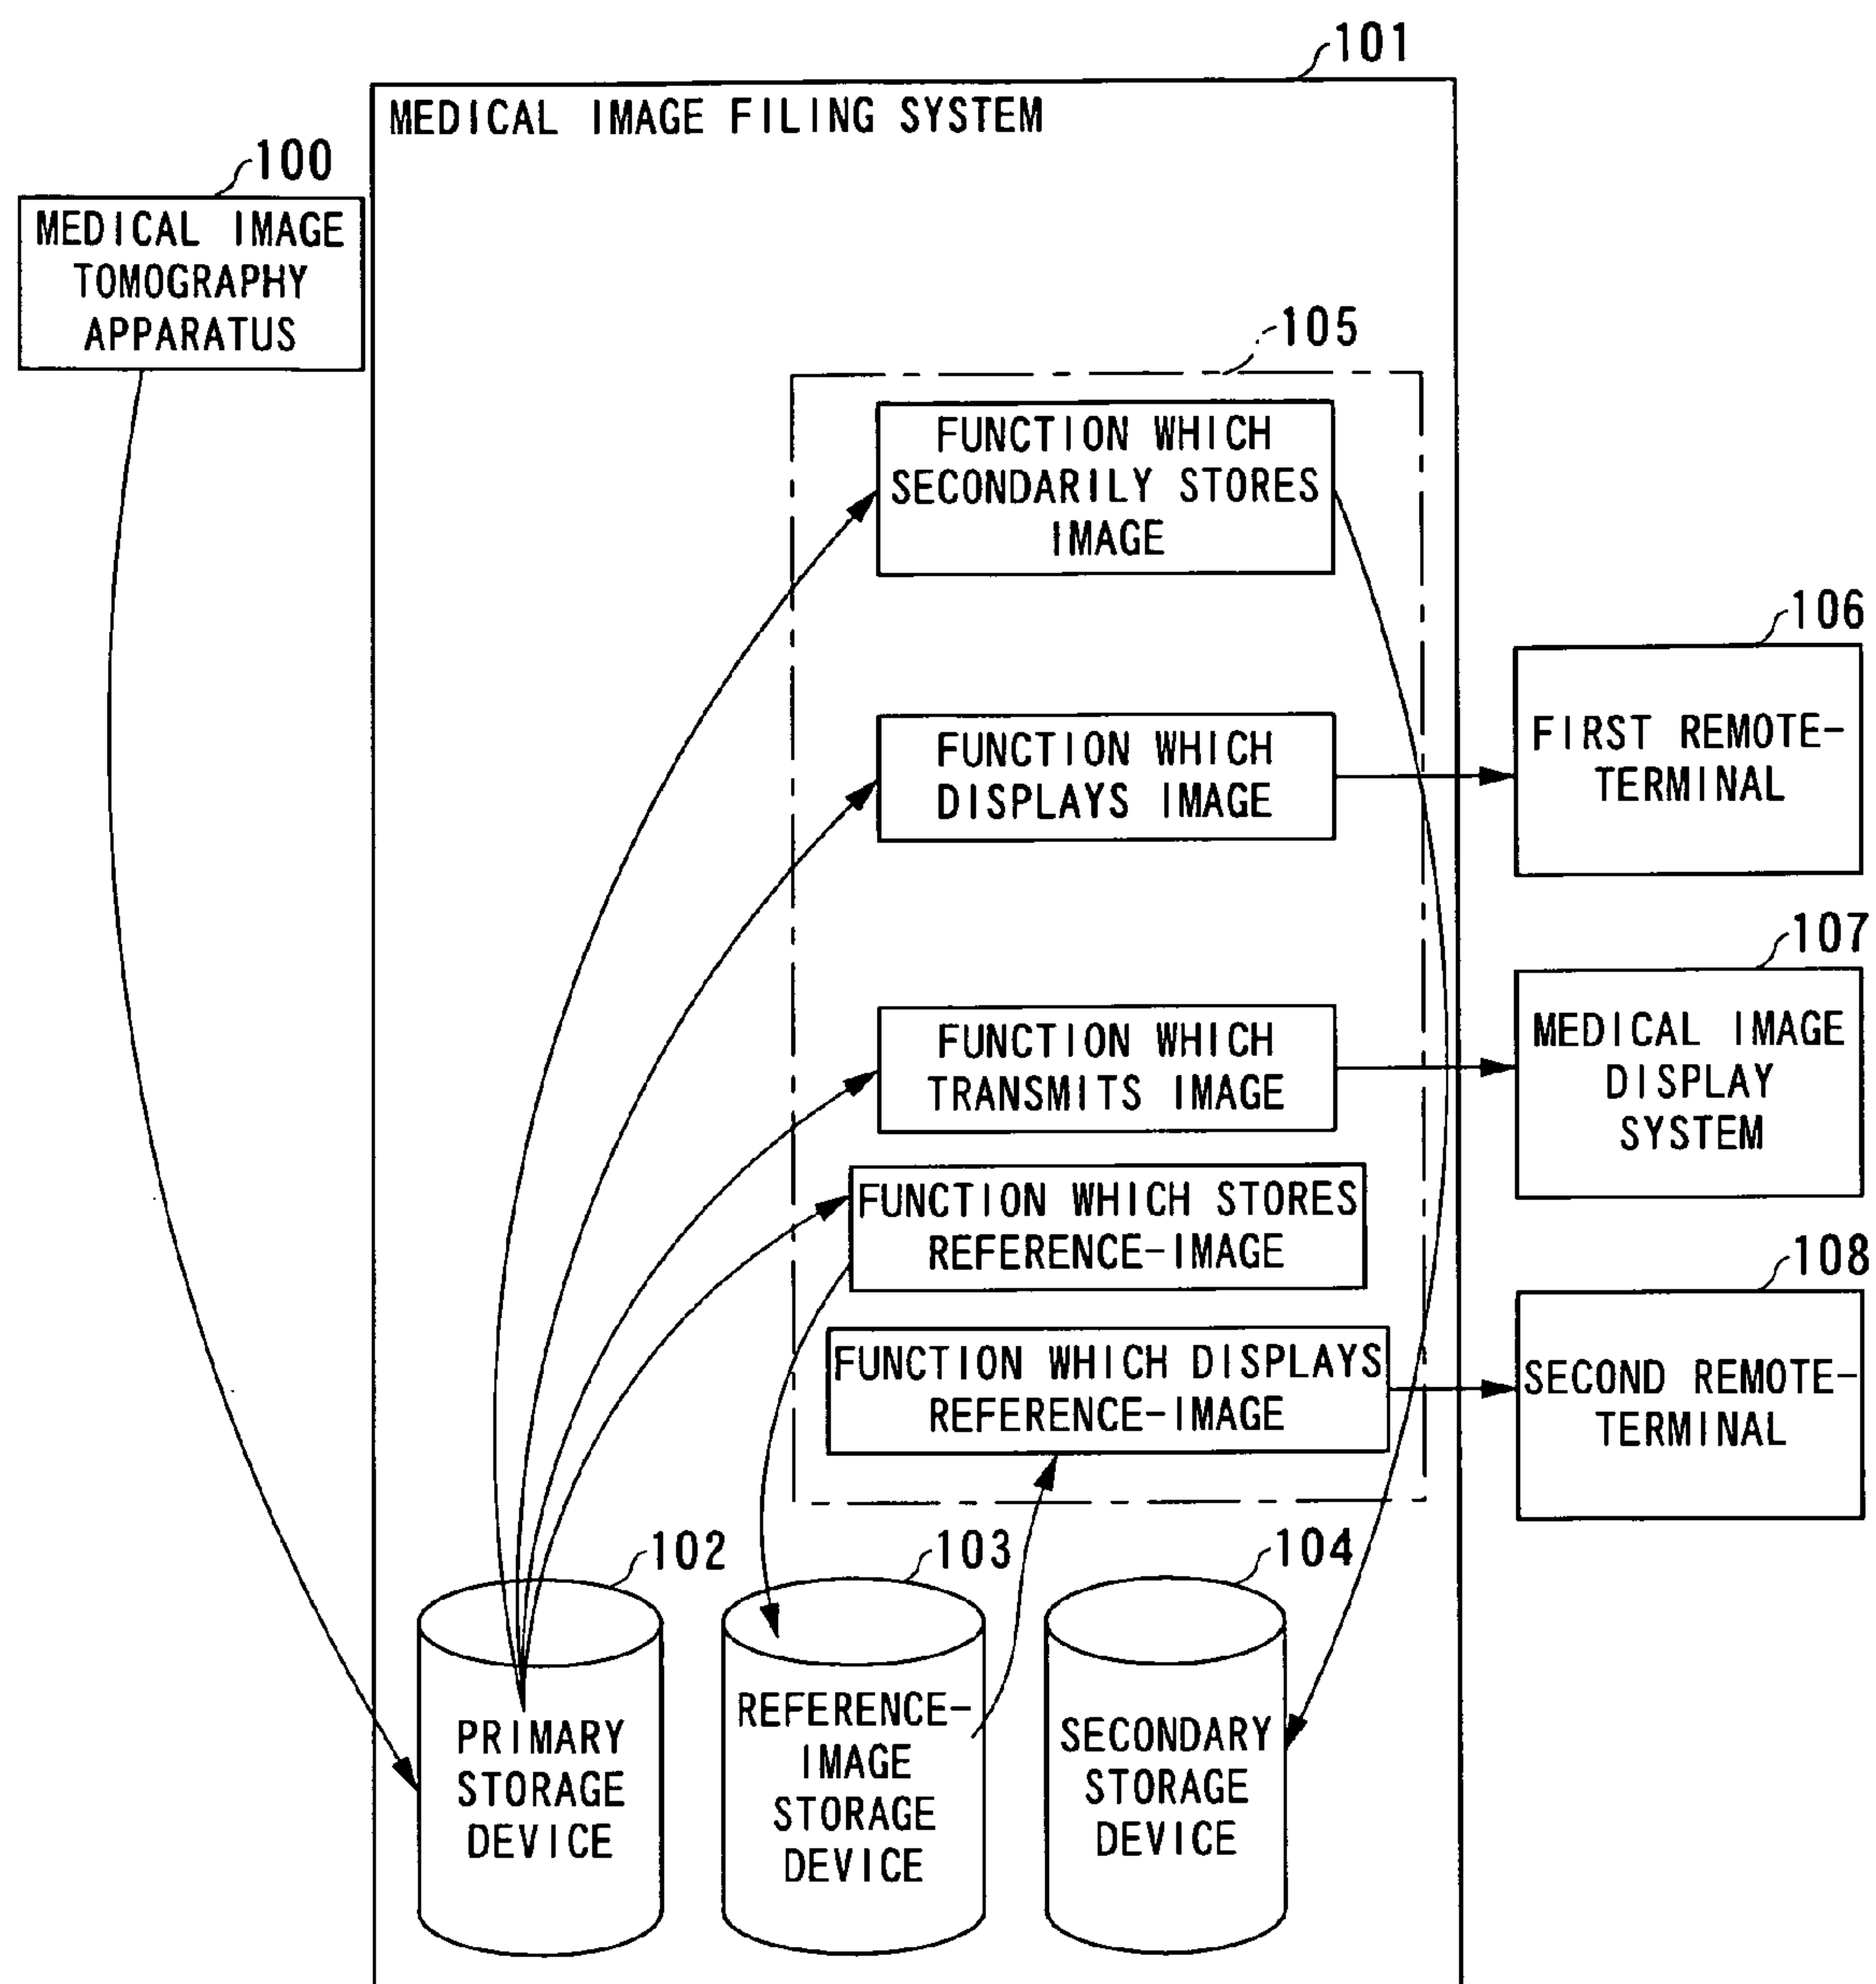 101
MEDICAL IMAGE FILING SYSTEM
100
MEDICAL IMAGE
TOMOGRAPHY
APPARATUS
105
FUNCTION WHICH
SECONDARILY STORES
IMAGE
106
FIRST REMOTE-
TERMINAL
FUNCTION WHICH
DISPLAYS IMAGE
107
MEDICAL IMAGE
DISPLAY
SYSTEM
FUNCTION WHICH
TRANSMITS IMAGE
FUNCTION WHICH STORES
REFERENCE-IMAGE
108
SECOND REMOTE-
TERMINAL
FUNCTION WHICH DISPLAYS
REFERENCE-IMAGE
102
PRIMARY
STORAGE
DEVICE
103
REFERENCE-
IMAGE
STORAGE
DEVICE
104
SECONDARY
STORAGE
DEVICE